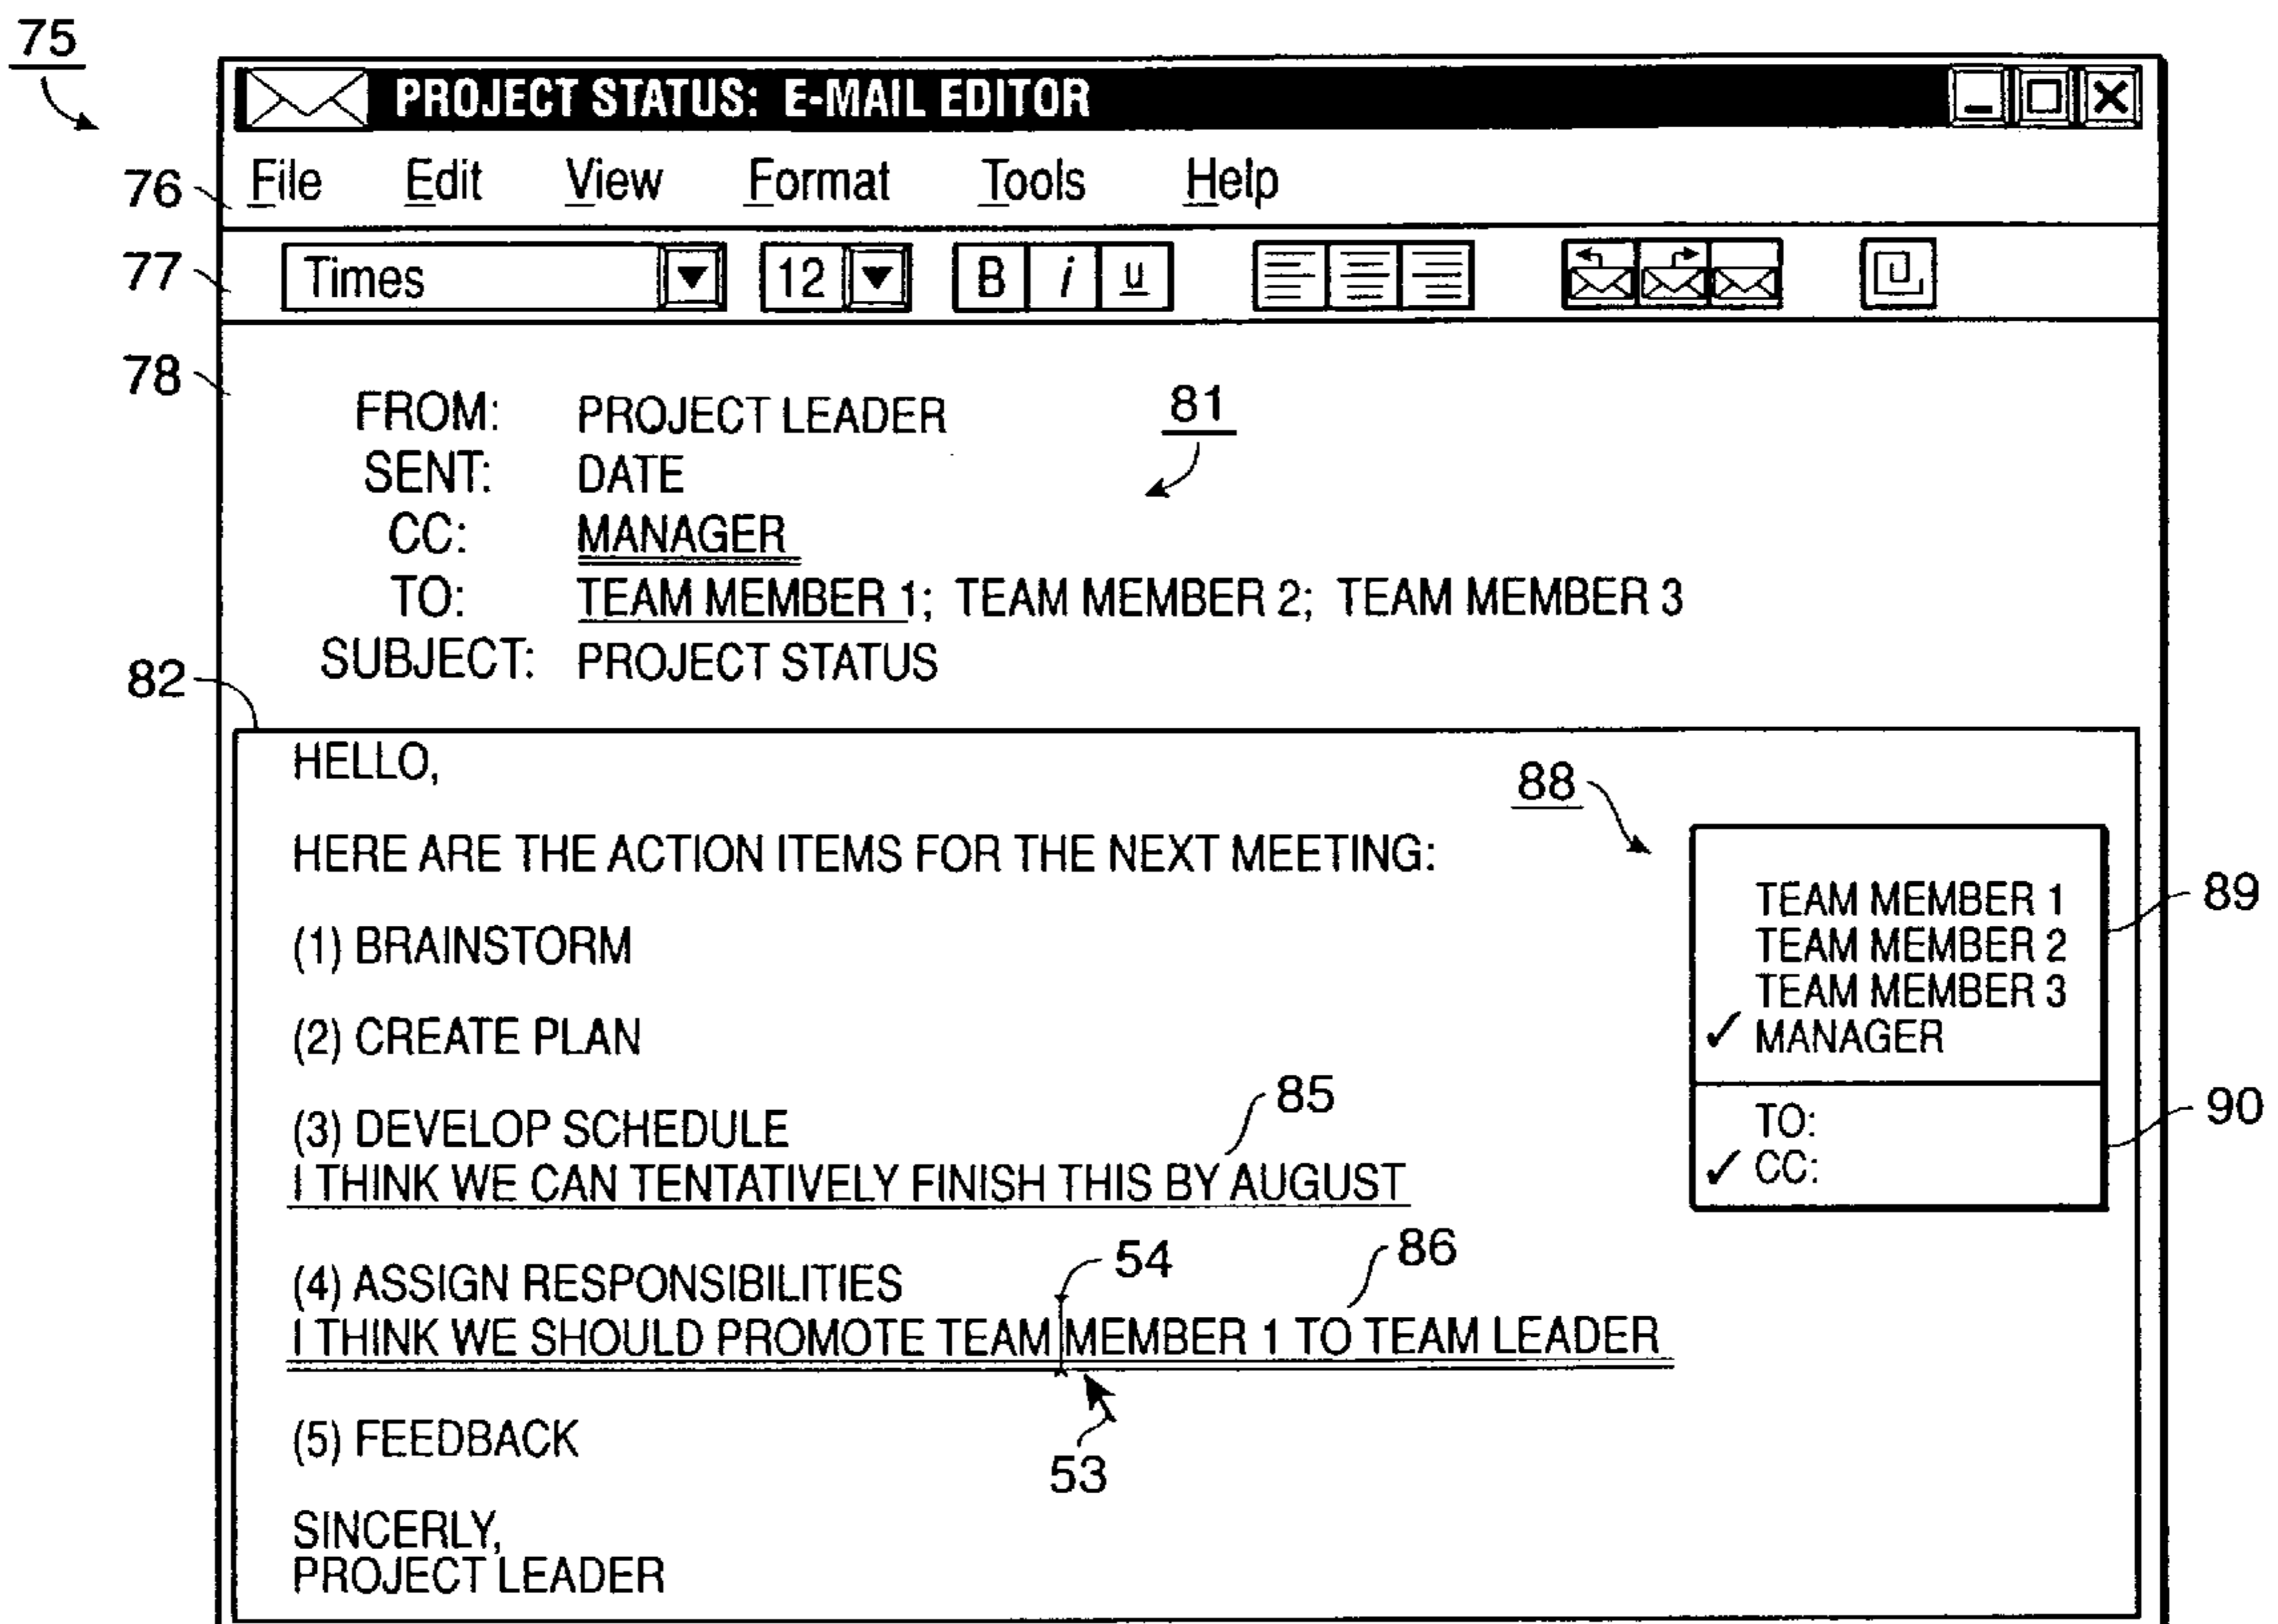 75
PROJECT STATUS: E-MAIL EDITOR
76
File Edit View Format Tools Help
77
Times 12 B i u
78
FROM: PROJECT LEADER
81
SENT: DATE
CC: MANAGER
TO: TEAM MEMBER 1; TEAM MEMBER 2; TEAM MEMBER 3
SUBJECT: PROJECT STATUS
82
HELLO,
88
HERE ARE THE ACTION ITEMS FOR THE NEXT MEETING:
TEAM MEMBER 1
89
TEAM MEMBER 2
TEAM MEMBER 3
✓ MANAGER
(1) BRAINSTORM
(2) CREATE PLAN
85
TO:
90
✓ CC:
(3) DEVELOP SCHEDULE
I THINK WE CAN TENTATIVELY FINISH THIS BY AUGUST
54
86
(4) ASSIGN RESPONSIBILITIES
I THINK WE SHOULD PROMOTE TEAM MEMBER 1 TO TEAM LEADER
53
(5) FEEDBACK
SINCERLY,
PROJECT LEADER